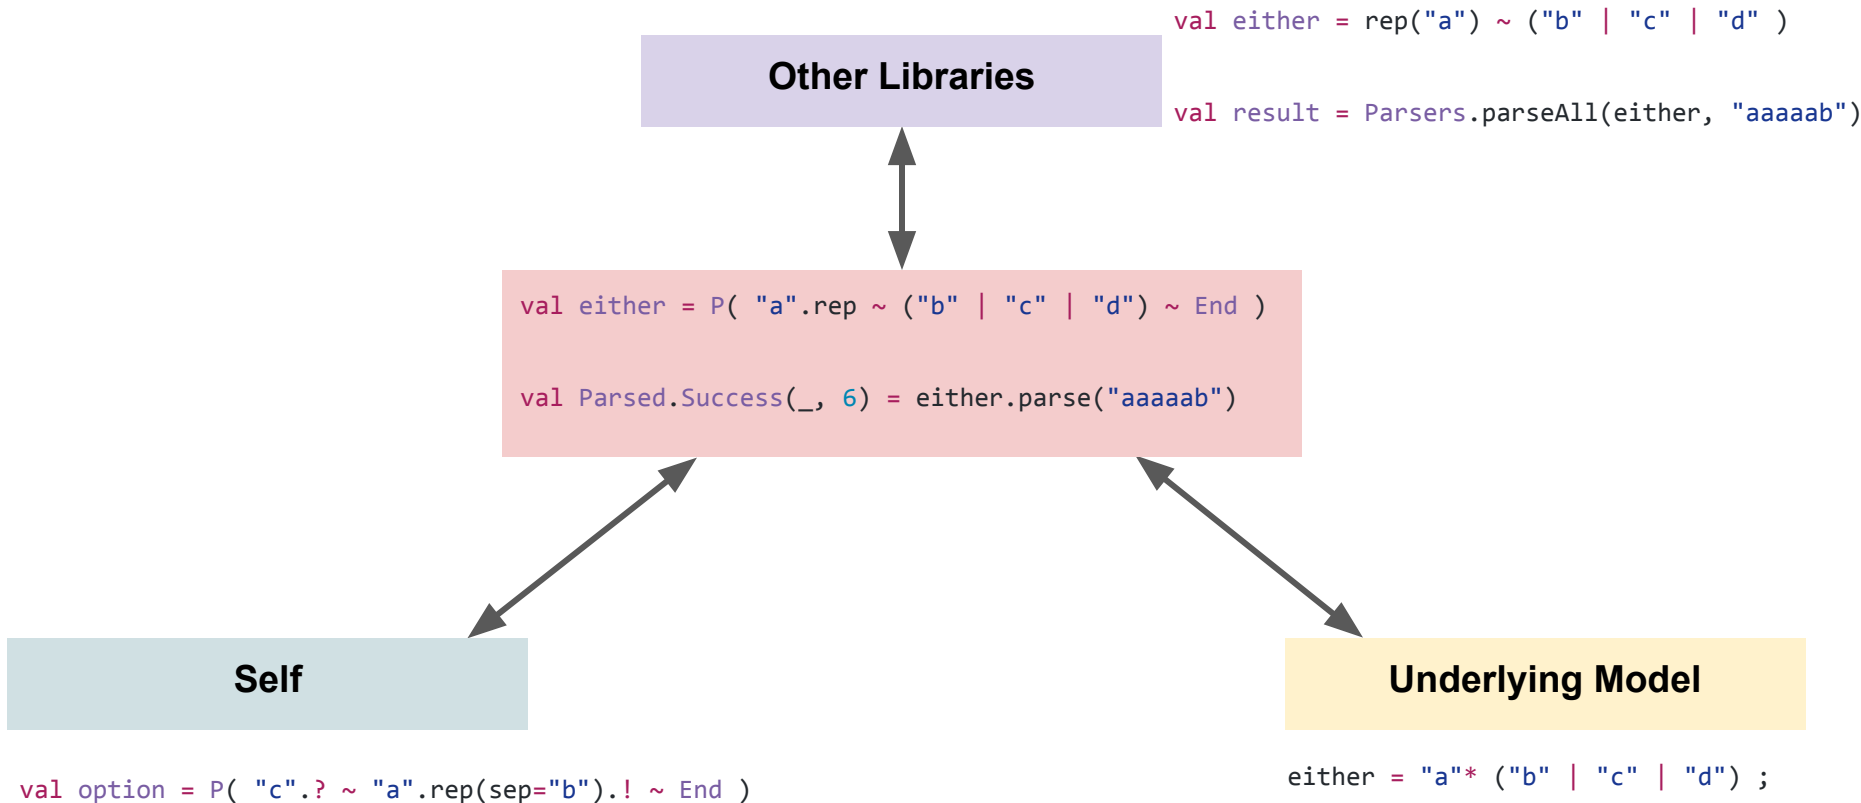 val either = rep("a") ~ ("b" | "c" | "d" )
Other Libraries
val result = Parsers.parseAll(either, "aaaaab")
val either = P( "a".rep ~ ("b" | "c" | "d") ~ End )
val Parsed.Success(_, 6) = either.parse("aaaaab")
Self
Underlying Model
val option = P( "c".? ~ "a".rep(sep="b").! ~ End )
either = "a"* ("b" | "c" | "d") ;